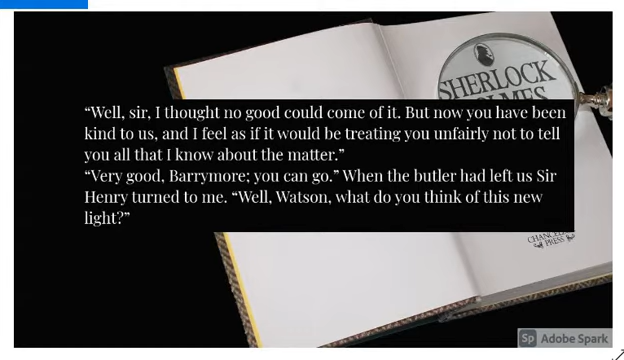 SHERLOCK
HOLMES
“Well, sir, I thought no good could come of it. But now you have been
kind to us, and I feel as if it would be treating you unfairly not to tell
you all that I know about the matter.”
“Very good, Barrymore; you can go.” When the butler had left us Sir
Henry turned to me. “Well, Watson, what do you think of this new
light?”
PRESS
Sp Adobe Spark